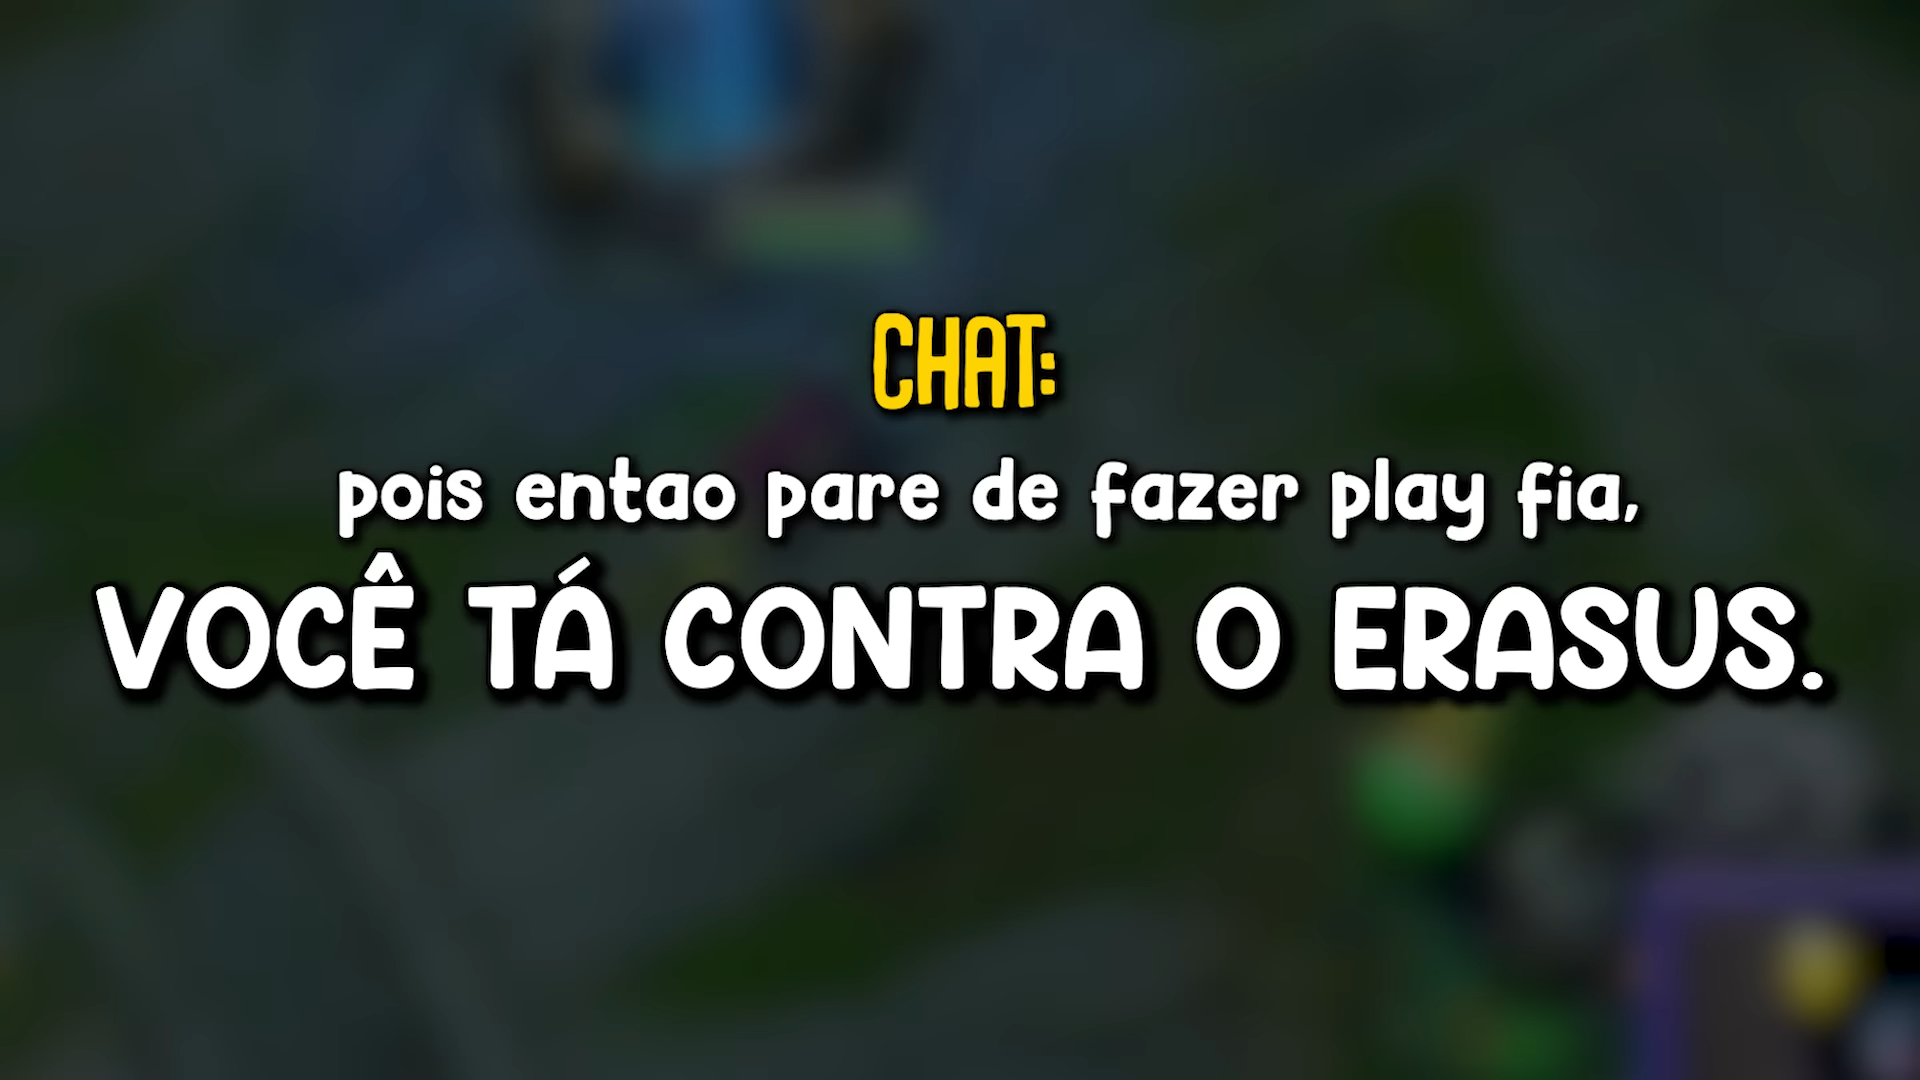 CHAT:
pois entao pare de fazer play fia,
VOCÊ TÁ CONTRA O ERASUS.